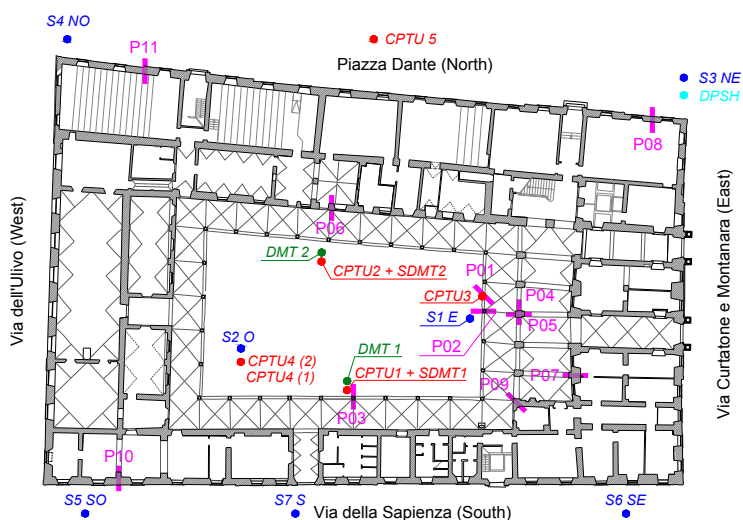 S4 NO
CPTU 5
P11
Piazza Dante (North)
S3 NE
DPSH
P08
Via dell'Ulivo (West)
P06
DMT 2
CPTU2 + SDMT2
P01
CPTU3
P04
S1 E
P05
Via Curtatone e Montanara (East)
S2 O
P02
DMT 1
CPTU4 (2)
CPTU1 + SDMT1
CPTU4 (1)
P07
P09
P03
P10
S5 SO
S7 S
Via della Sapienza (South)
S6 SE